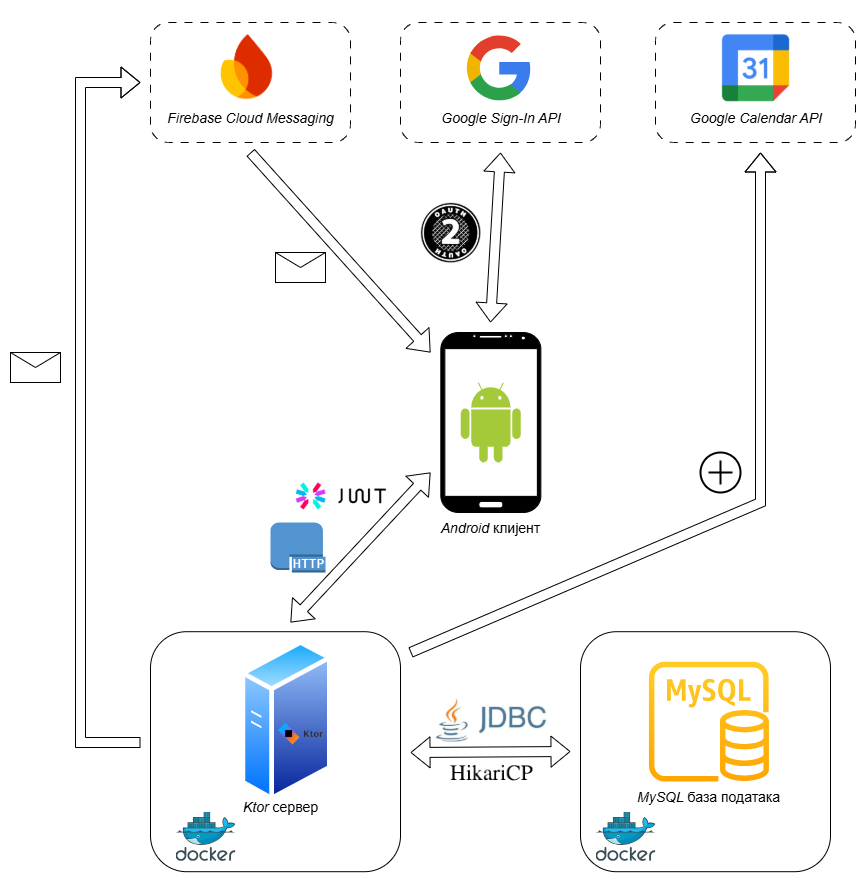 31
Firebase Cloud Messaging
Google Sign-In API
Google Calendar API
OAUTH
2
OAUTH
JWT
HTTP
Android клијент
Ktor
Ktor сервер
docker
JDBC
HikariCP
MySQL
MySQL база података
docker